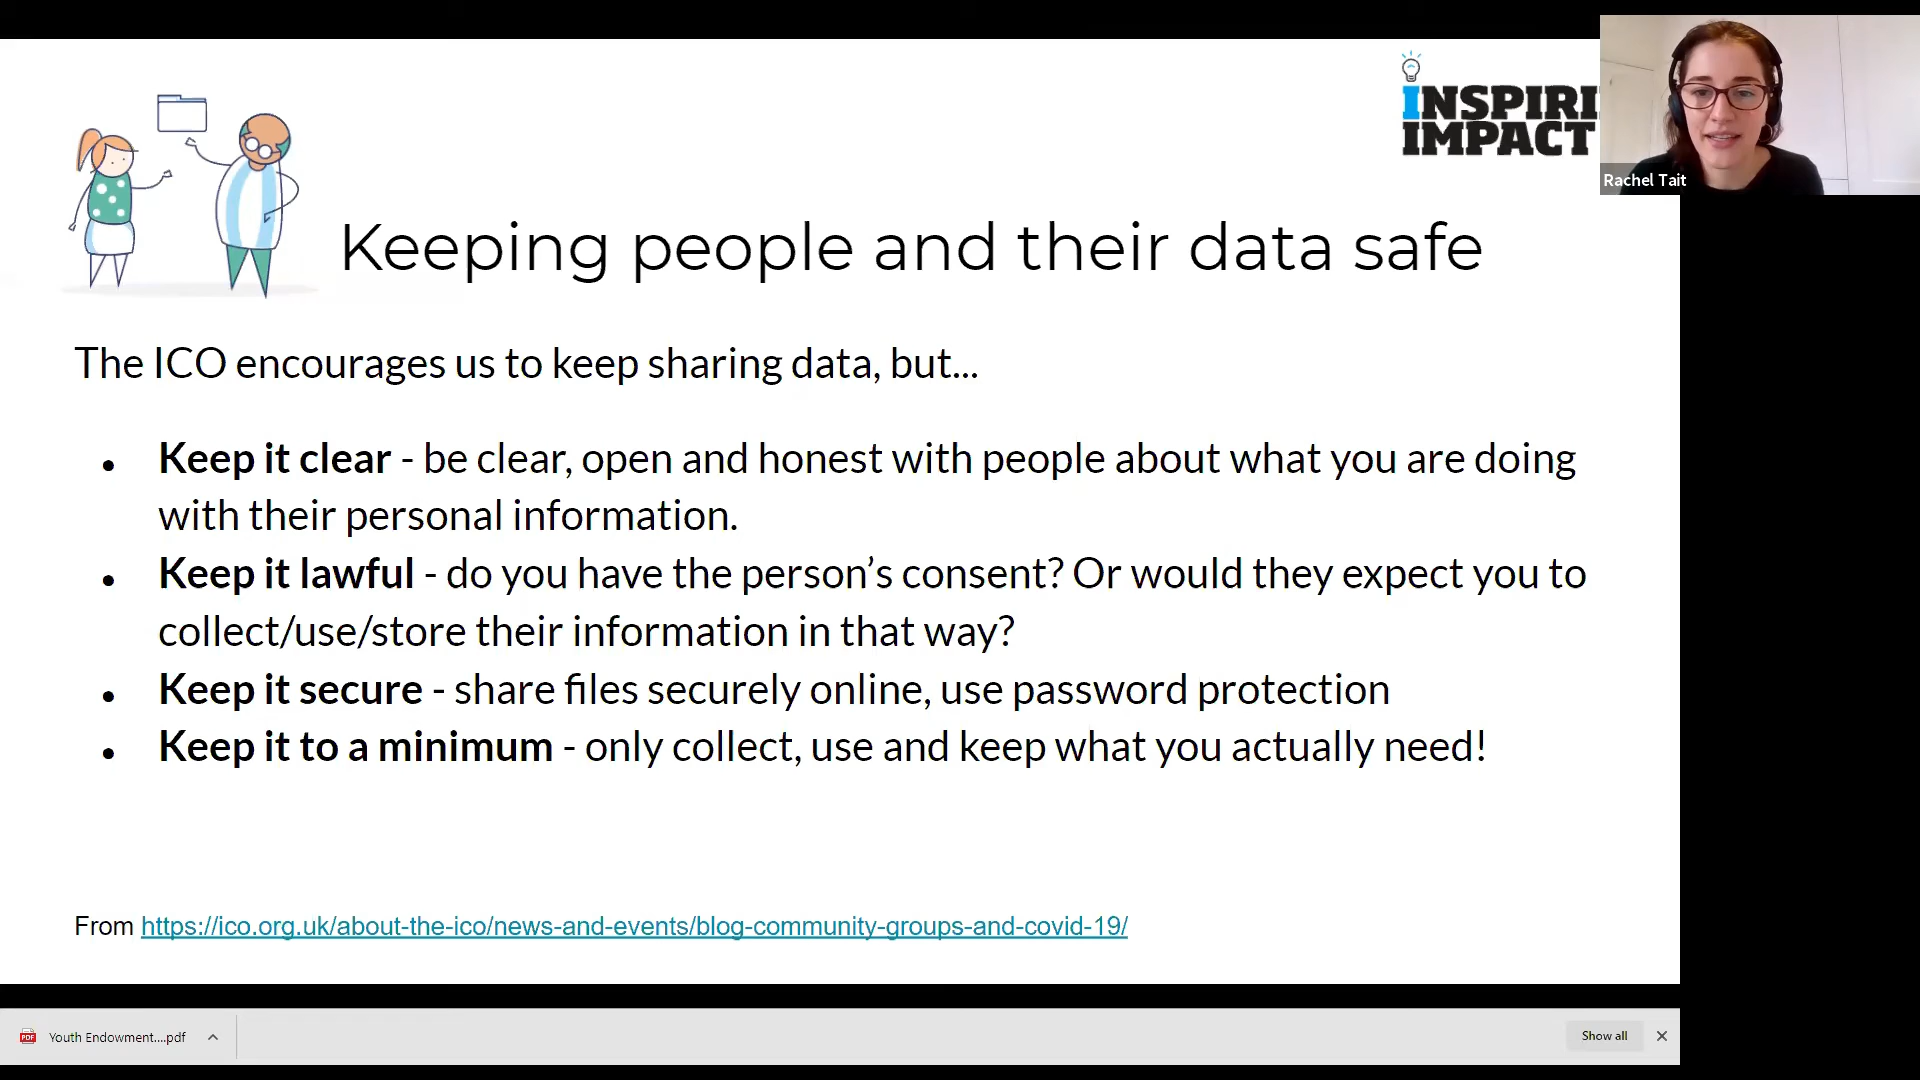 INSPIRI
IMPACT
Rachel Tait
Keeping people and their data safe
The ICO encourages us to keep sharing data, but...
● Keep it clear - be clear, open and honest with people about what you are doing
with their personal information.
● Keep it lawful - do you have the person’s consent? Or would they expect you to
collect/use/store their information in that way?
● Keep it secure - share files securely online, use password protection
● Keep it to a minimum - only collect, use and keep what you actually need!
From https://ico.org.uk/about-the-ico/news-and-events/blog-community-groups-and-covid-19/
PDF Youth Endowment....pdf
Show all